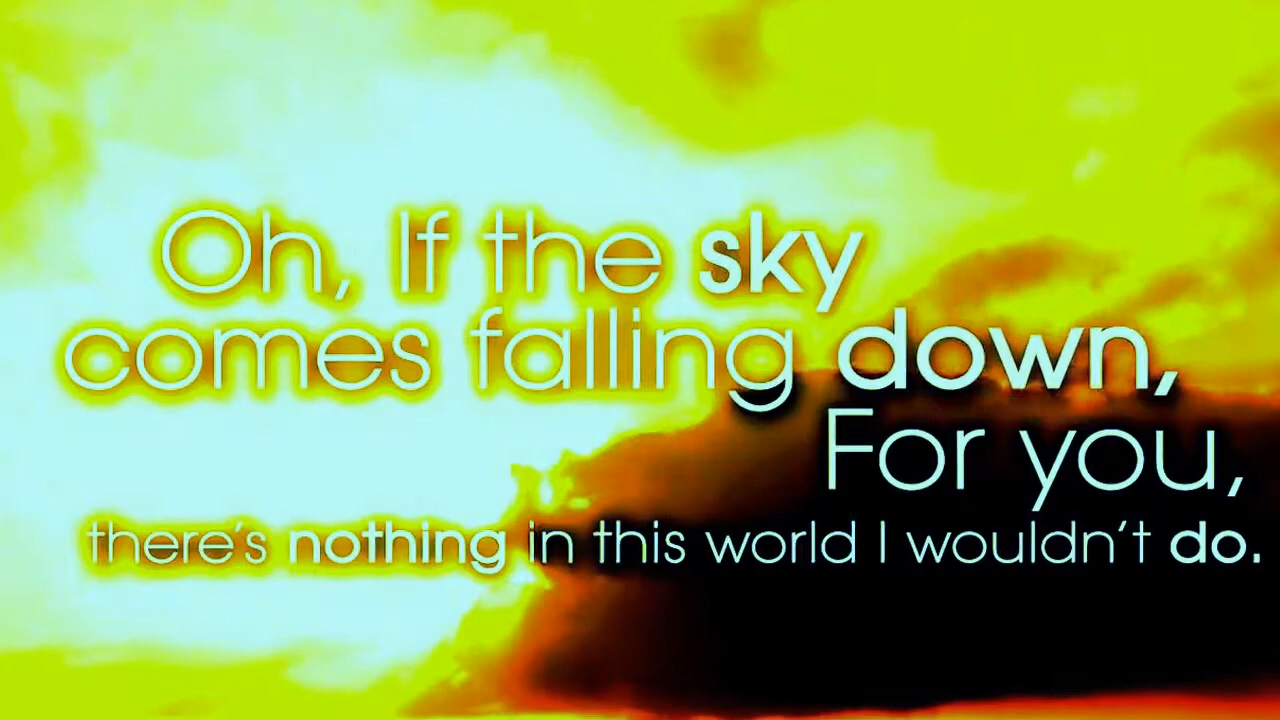 Oh, If the sky
comes falling down,
For you,
there's nothing in this world I wouldn't do.